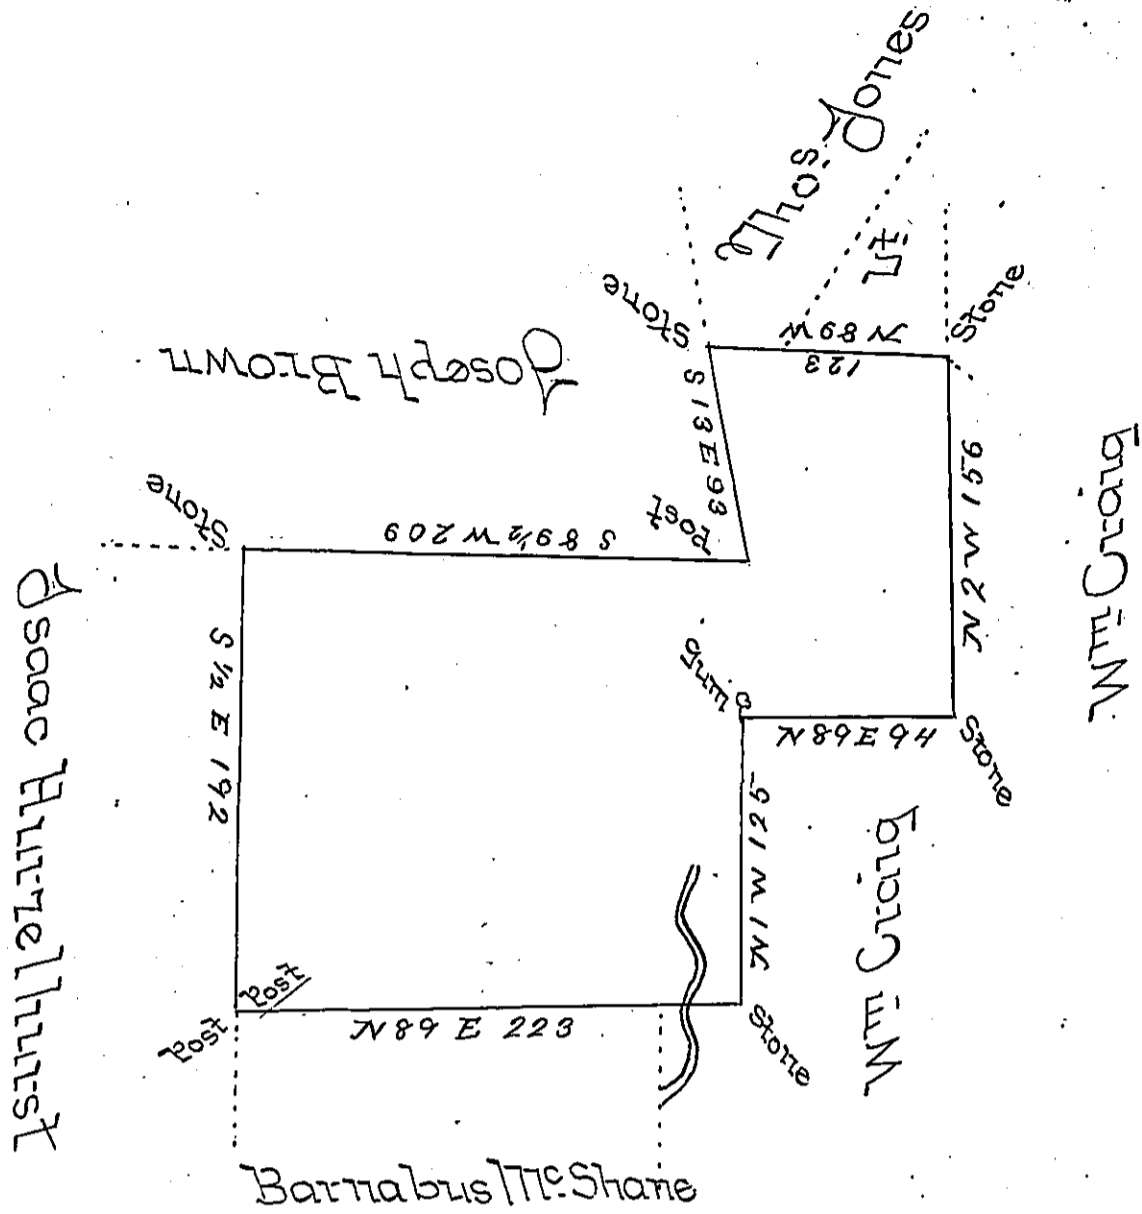 Thos. Jones
Lt
Stone
Stone
N 89 W
123
Joseph Brown
S 13 E 93
Post
Stone
S 89½ W 209
N 2 W 156
Wm Craig
Isaac Hurrelhurst
S ½ E 192
Gum
N 89 E 94
Stone
N 1 W 125
Wm Craig
Post
Post
N 89 E 223
Stone
Barnabus McShane